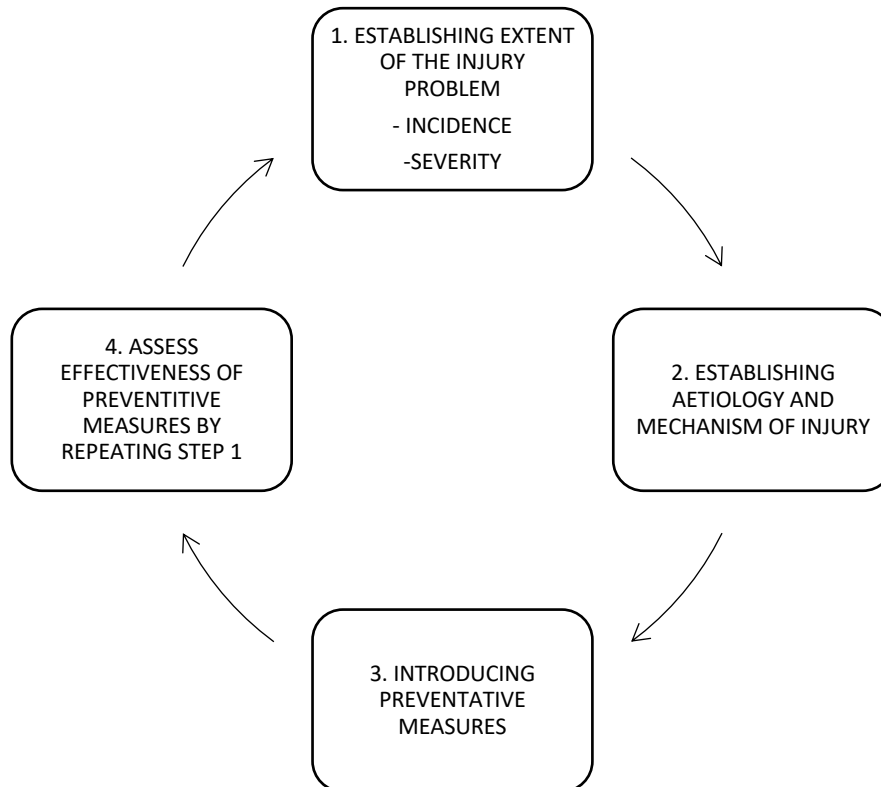 1. ESTABLISHING EXTENT
OF THE INJURY
PROBLEM
- INCIDENCE
-SEVERITY
2. ESTABLISHING
AETIOLOGY AND
MECHANISM OF INJURY
3. INTRODUCING
PREVENTATIVE
MEASURES
4. ASSESS
EFFECTIVENESS OF
PREVENTITIVE
MEASURES BY
REPEATING STEP 1